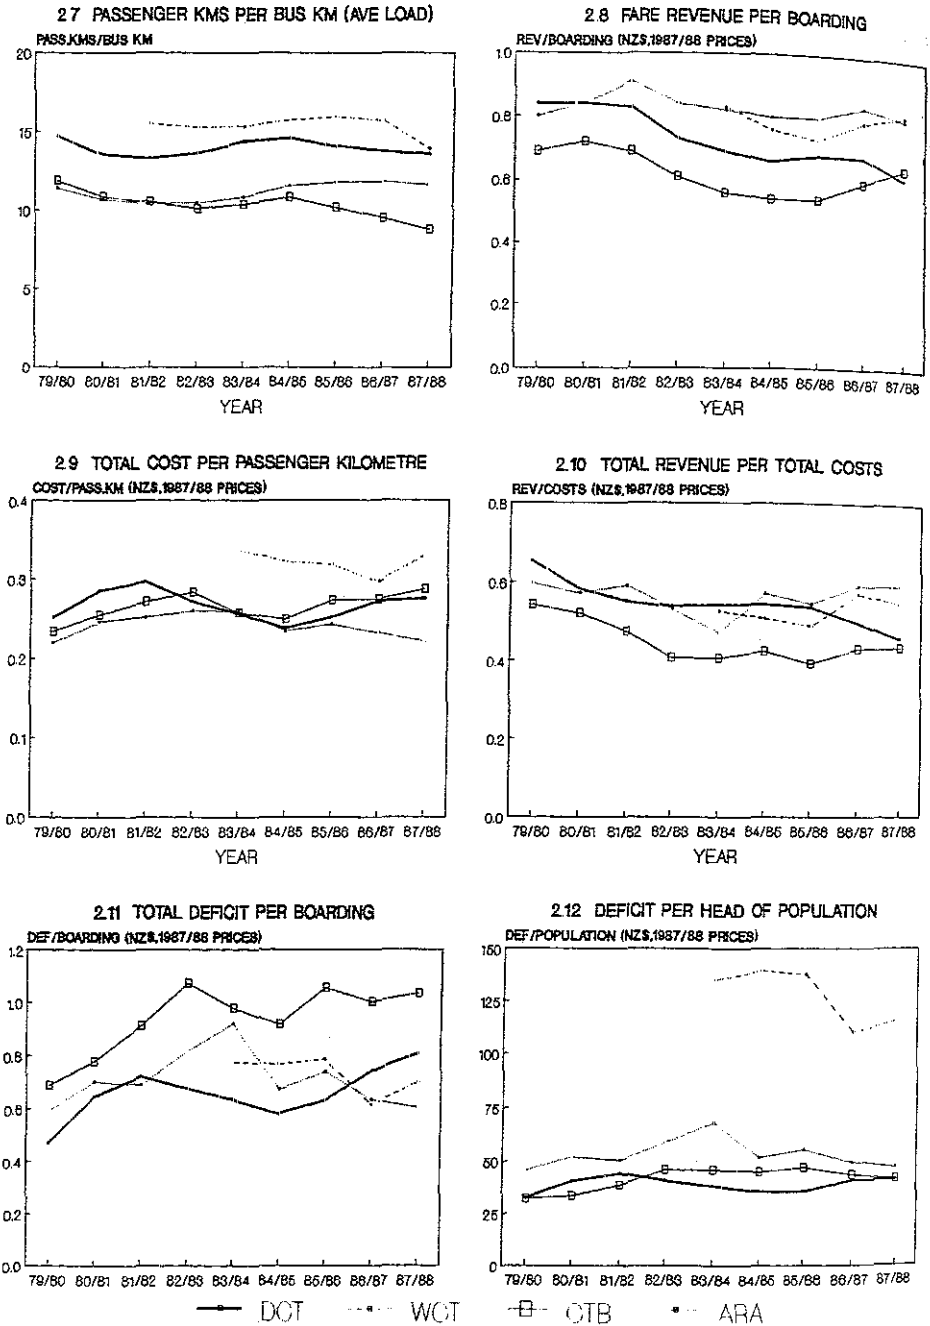 2.7 PASSENGER KMS PER BUS KM (AVE LOAD)
PASS.KMS/BUS KM
20
15
10
5
0
79/80 80/81 81/82 82/83 83/84 84/85 85/86 86/87 87/88
YEAR
2.8 FARE REVENUE PER BOARDING
REV/BOARDING (NZ$,1987/88 PRICES)
1.0
0.8
0.6
0.4
0.2
0.0
79/80 80/81 81/82 82/83 83/84 84/85 85/86 86/87 87/88
YEAR
2.9 TOTAL COST PER PASSENGER KILOMETRE
COST/PASS.KM (NZ$,1987/88 PRICES)
0.4
0.3
0.2
0.1
0.0
79/80 80/81 81/82 82/83 83/84 84/85 85/86 86/87 87/88
YEAR
2.10 TOTAL REVENUE PER TOTAL COSTS
REV/COSTS (NZ$,1987/88 PRICES)
0.8
0.6
0.4
0.2
0.0
79/80 80/81 81/82 82/83 83/84 84/85 85/86 86/87 87/88
YEAR
2.11 TOTAL DEFICIT PER BOARDING
DEF/BOARDING (NZ$,1987/88 PRICES)
1.2
1.0
0.8
0.6
0.4
0.2
0.0
79/80 80/81 81/82 82/83 83/84 84/85 85/86 86/87 87/88
2.12 DEFICIT PER HEAD OF POPULATION
DEF/POPULATION (NZ$,1987/88 PRICES)
150
125
100
75
50
25
0
79/80 80/81 81/82 82/83 83/84 84/85 85/86 86/87 87/88
DCT WCT CTB ARA